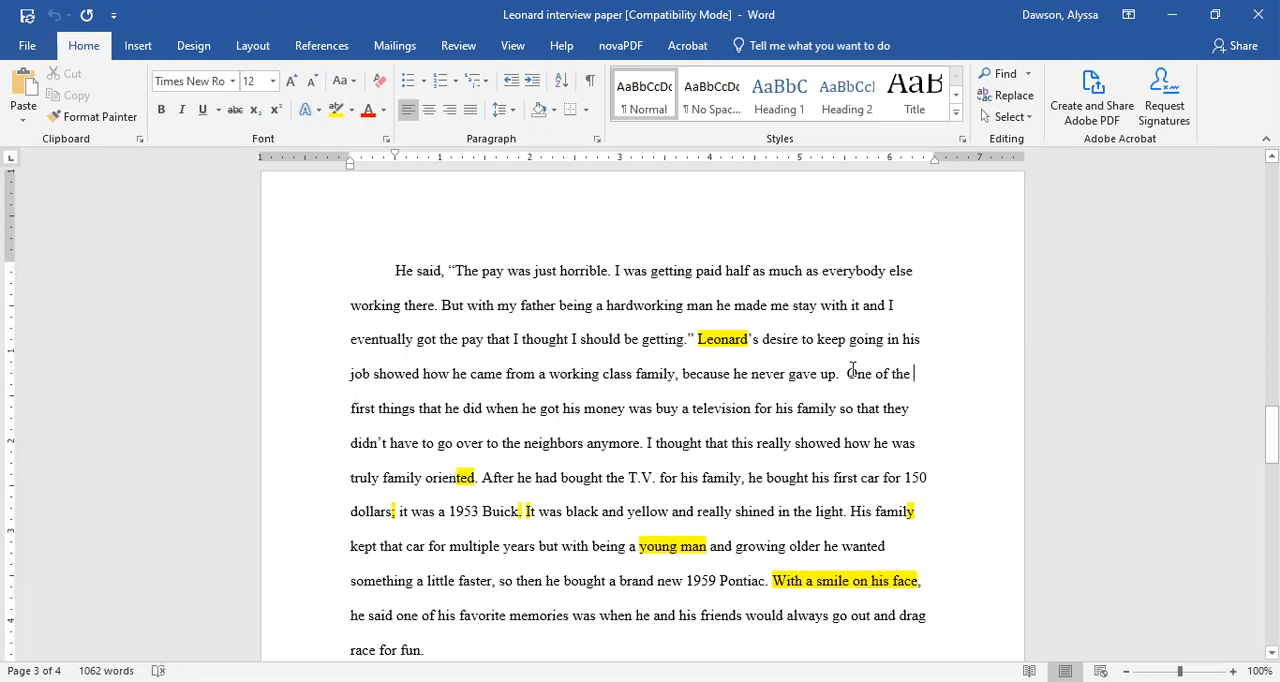 Leonard interview paper [Compatibility Mode] - Word
Dawson, Alyssa
File Home Insert Design Layout References Mailings Review View Help novaPDF Acrobat Tell me what you want to do Share
Paste
Cut
Copy
Format Painter
Clipboard
Times New Ro 12
Font
Paragraph
AaBbCcDc AaBbCcDc AaBbC AaBbCcl AaB
¶ Normal ¶ No Spac... Heading 1 Heading 2 Title
Styles
Find
Replace
Select
Editing
Create and Share Adobe PDF
Request Signatures
Adobe Acrobat
He said, “The pay was just horrible. I was getting paid half as much as everybody else
working there. But with my father being a hardworking man he made me stay with it and I
eventually got the pay that I thought I should be getting.” Leonard’s desire to keep going in his
job showed how he came from a working class family, because he never gave up.  One of the
first things that he did when he got his money was buy a television for his family so that they
didn’t have to go over to the neighbors anymore. I thought that this really showed how he was
truly family oriented. After he had bought the T.V. for his family, he bought his first car for 150
dollars; it was a 1953 Buick. It was black and yellow and really shined in the light. His family
kept that car for multiple years but with being a young man and growing older he wanted
something a little faster, so then he bought a brand new 1959 Pontiac. With a smile on his face,
he said one of his favorite memories was when he and his friends would always go out and drag
race for fun.
Page 3 of 4 1062 words
100%